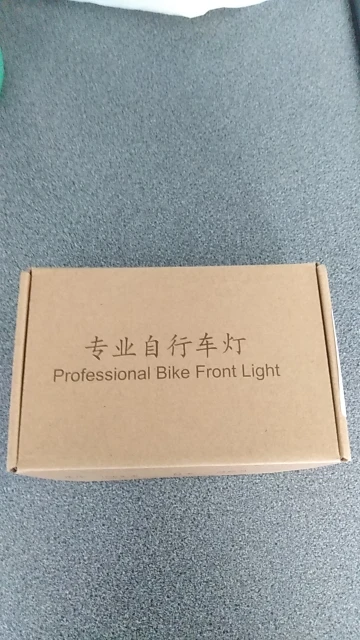 专业自行车灯
Professional Bike Front Light